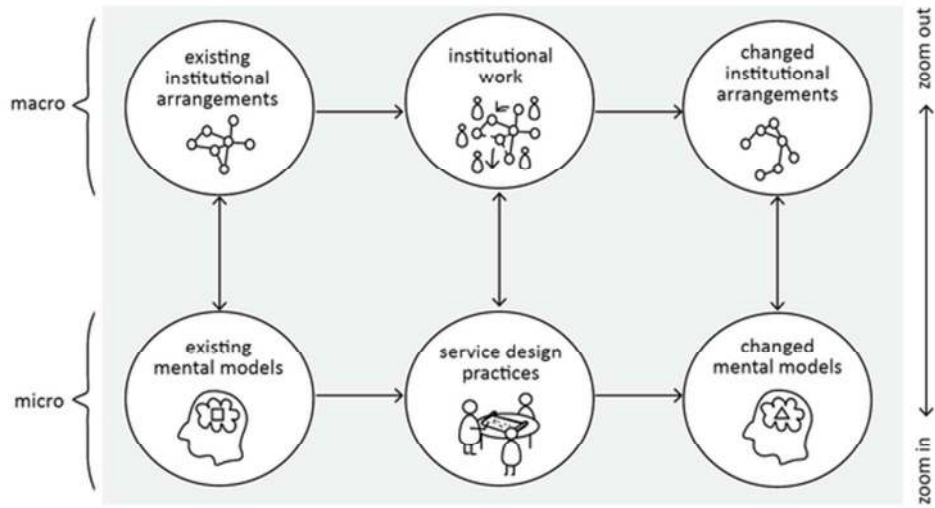 macro
existing
institutional
arrangements
institutional
work
changed
institutional
arrangements
zoom out
micro
existing
mental models
service design
practices
changed
mental models
zoom in